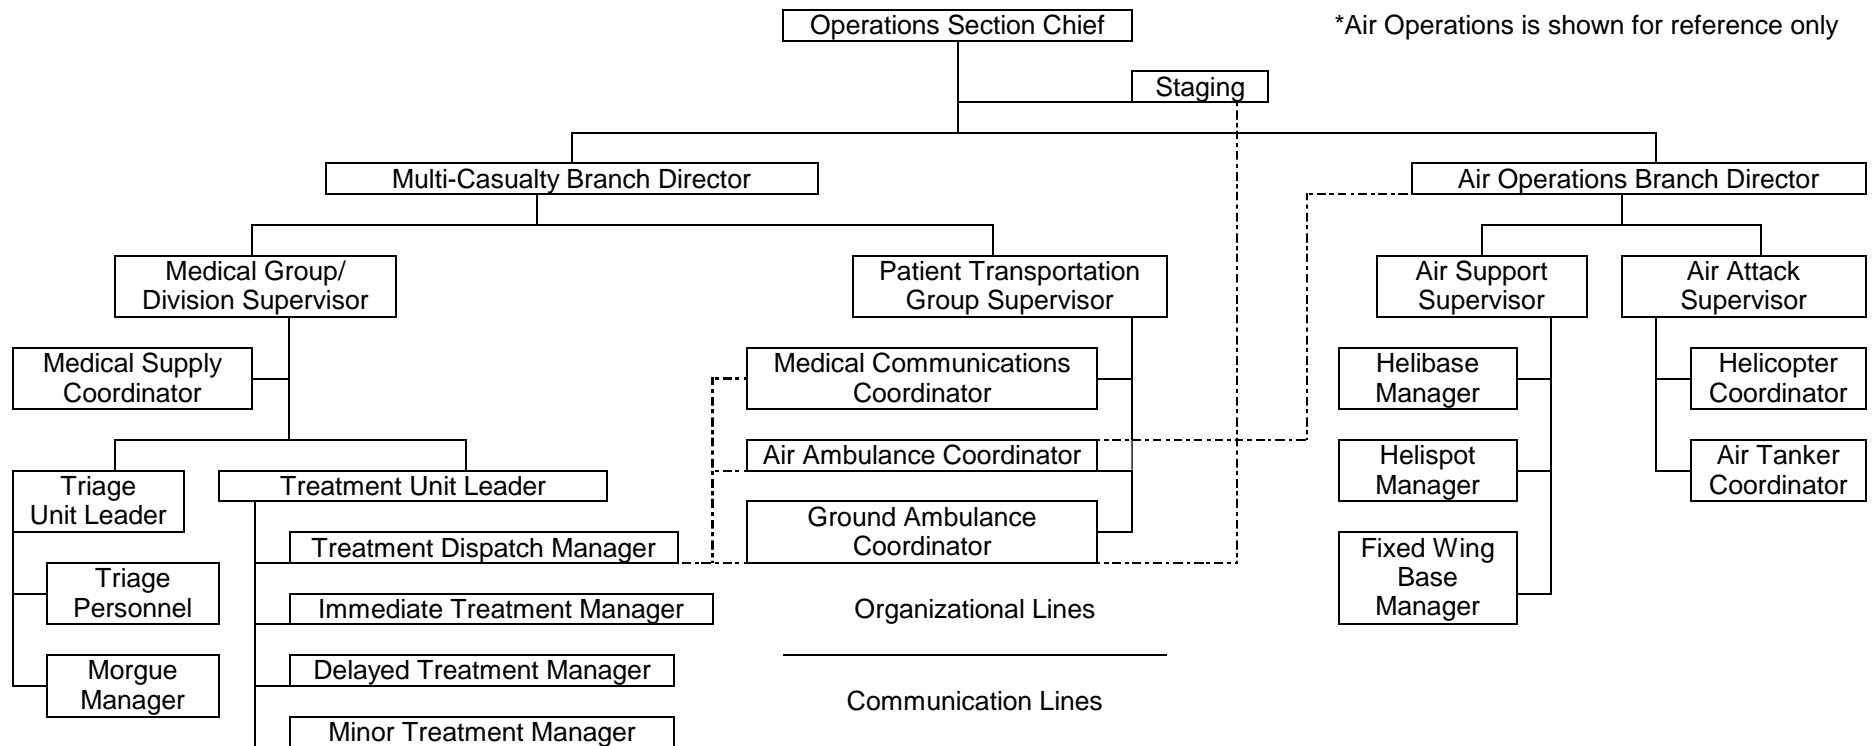 Operations Section Chief
*Air Operations is shown for reference only
Staging
Multi-Casualty Branch Director
Air Operations Branch Director
Medical Group/
Division Supervisor
Patient Transportation
Group Supervisor
Air Support
Supervisor
Air Attack
Supervisor
Medical Supply
Coordinator
Medical Communications
Coordinator
Helibase
Manager
Helicopter
Coordinator
Air Ambulance Coordinator
Triage
Unit Leader
Treatment Unit Leader
Helispot
Manager
Air Tanker
Coordinator
Ground Ambulance
Coordinator
Treatment Dispatch Manager
Fixed Wing
Base
Manager
Triage
Personnel
Immediate Treatment Manager
Organizational Lines
Morgue
Manager
Delayed Treatment Manager
Communication Lines
Minor Treatment Manager